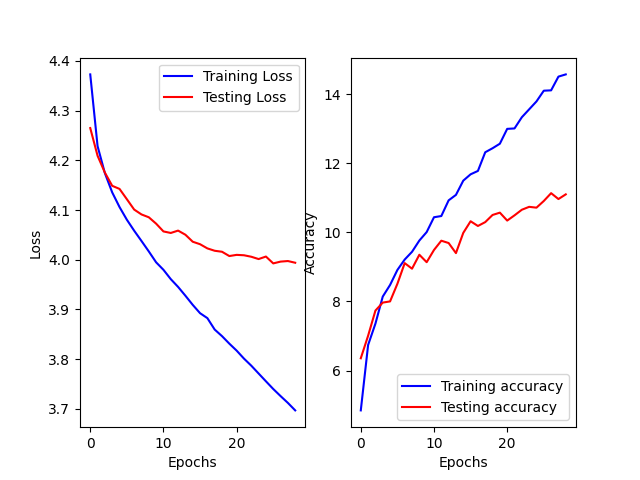 Training Loss
Testing Loss
4.4
4.3
4.2
4.1
4.0
3.9
3.8
3.7
Loss
0
10
20
Epochs
14
12
10
8
6
Accuracy
Training accuracy
Testing accuracy
0
10
20
Epochs